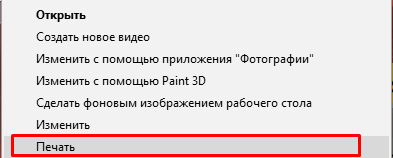 Открыть
Создать новое видео
Изменить с помощью приложения "Фотографии"
Изменить с помощью Paint 3D
Сделать фоновым изображением рабочего стола
Изменить
Печать